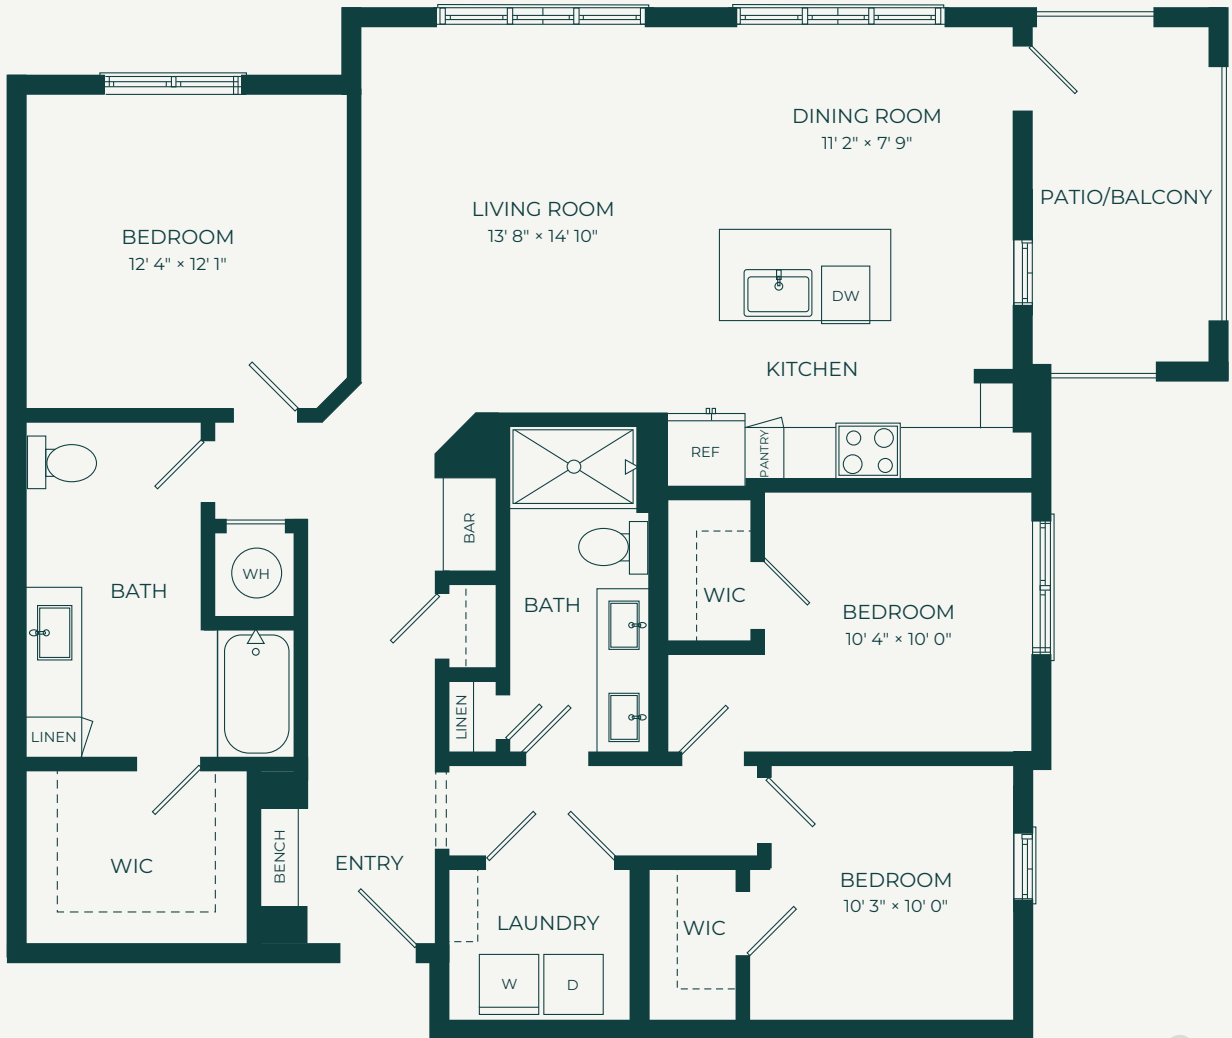 DINING ROOM
11' 2" × 7' 9"
PATIO/BALCONY
LIVING ROOM
13' 8" × 14' 10"
BEDROOM
12' 4" × 12' 1"
DW
KITCHEN
REF
PANTRY
BAR
WH
BATH
BATH
WIC
BEDROOM
10' 4" × 10' 0"
LINEN
LINEN
WIC
BENCH
ENTRY
BEDROOM
10' 3" × 10' 0"
LAUNDRY
WIC
W
D